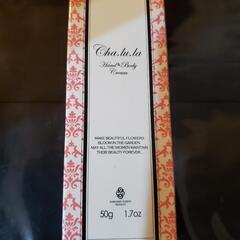 Cha.lu.la
Hand & Body
Cream
MAKE BEAUTIFUL FLOWERS
BLOOM IN THE GARDEN.
MAY ALL THE WOMEN MAINTAIN
THEIR BEAUTY FOREVER.
50g 1.7oz